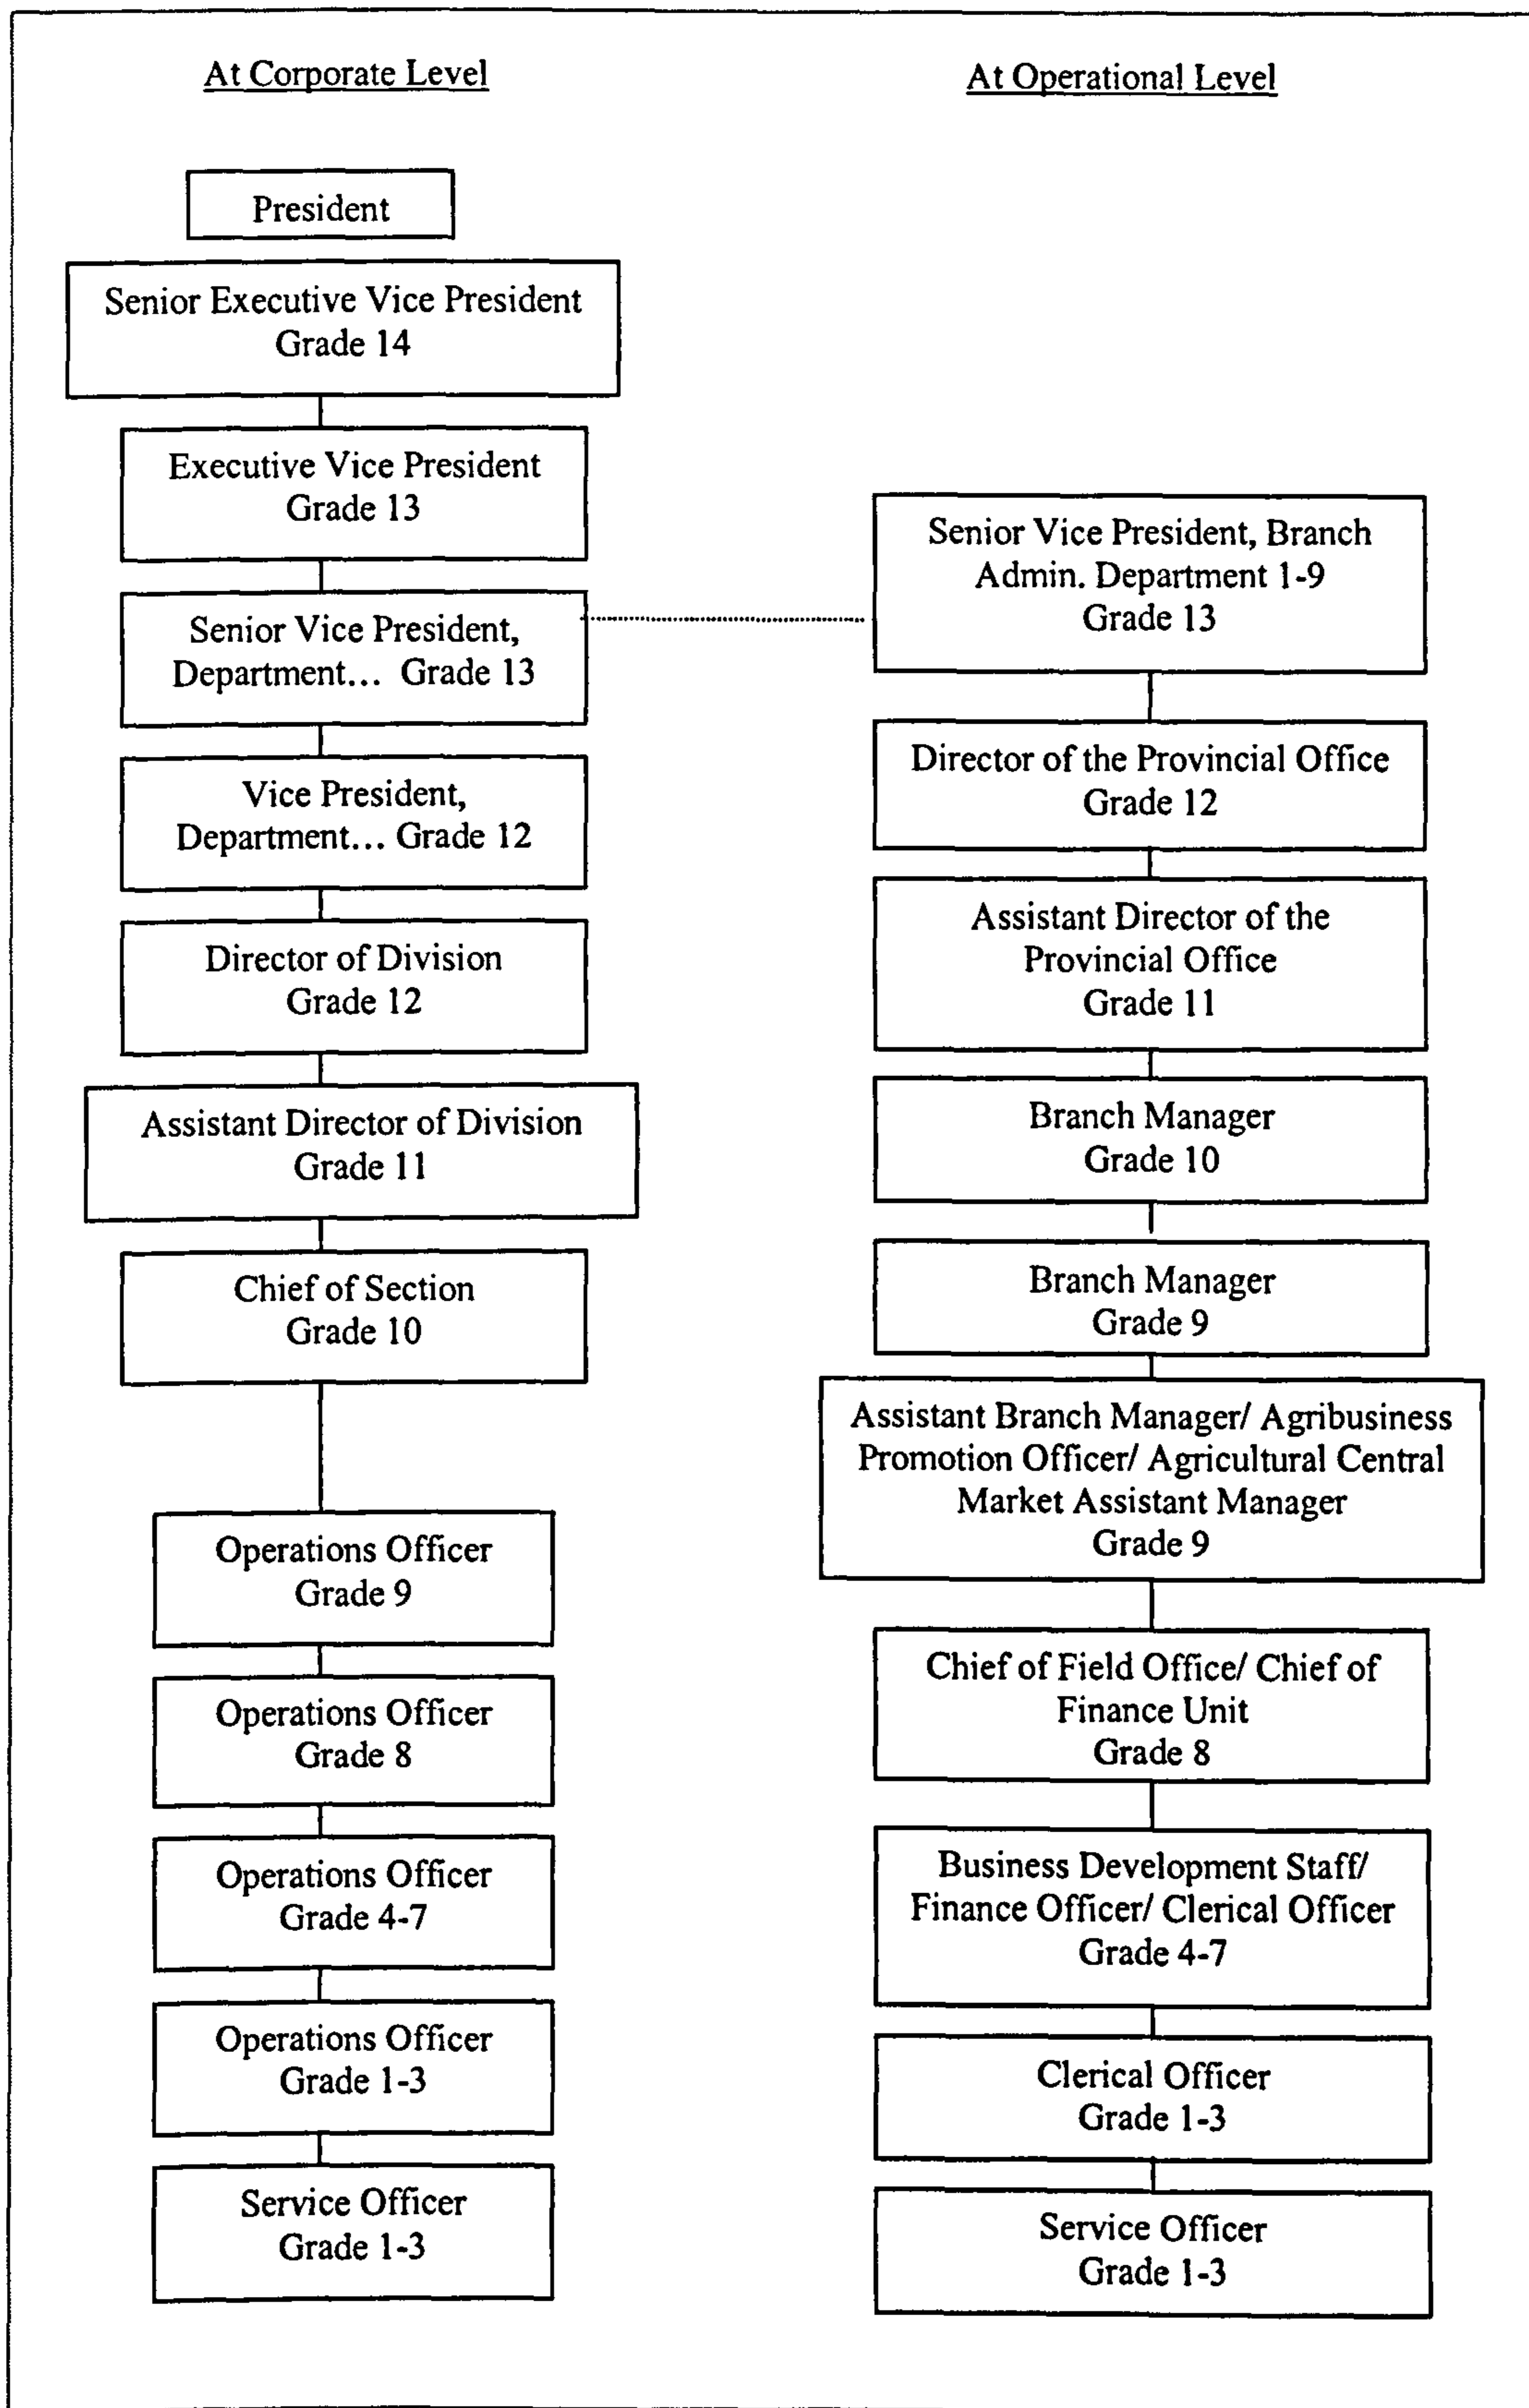 At Corporate Level
President
Senior Executive Vice President
Grade 14
Executive Vice President
Grade 13
Senior Vice President,
Department... Grade 13
Vice President,
Department... Grade 12
Director of Division
Grade 12
Assistant Director of Division
Grade 11
Chief of Section
Grade 10
Operations Officer
Grade 9
Operations Officer
Grade 8
Operations Officer
Grade 4-7
Operations Officer
Grade 1-3
Service Officer
Grade 1-3
At Operational Level
Senior Vice President, Branch
Admin. Department 1-9
Grade 13
Director of the Provincial Office
Grade 12
Assistant Director of the
Provincial Office
Grade 11
Branch Manager
Grade 10
Branch Manager
Grade 9
Assistant Branch Manager/ Agribusiness
Promotion Officer/ Agricultural Central
Market Assistant Manager
Grade 9
Chief of Field Office/ Chief of
Finance Unit
Grade 8
Business Development Staff/
Finance Officer/ Clerical Officer
Grade 4-7
Clerical Officer
Grade 1-3
Service Officer
Grade 1-3